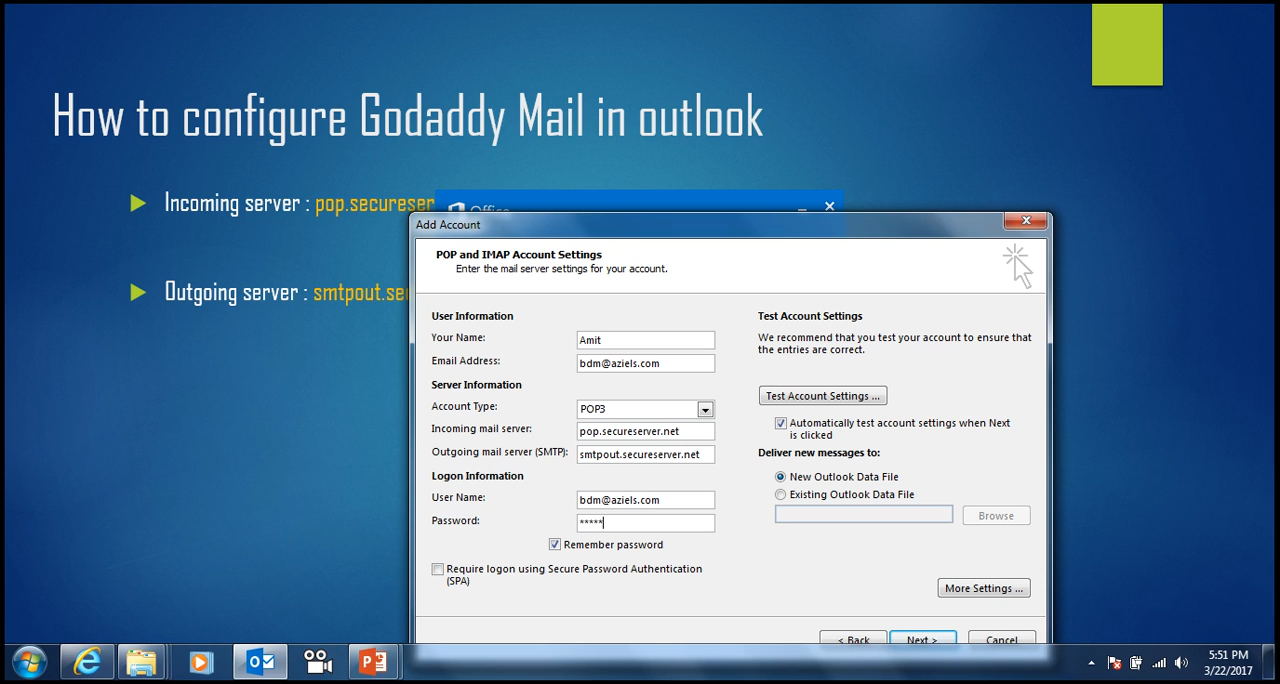 How to configure Godaddy Mail in outlook
Incoming server : pop.secureser
Office
Outgoing server : smtpout.sec
Add Account
POP and IMAP Account Settings
Enter the mail server settings for your account.
User Information
Your Name: Amit
Email Address: bdm@aziels.com
Server Information
Account Type: POP3
Incoming mail server: pop.secureserver.net
Outgoing mail server (SMTP): smtpout.secureserver.net
Logon Information
User Name: bdm@aziels.com
Password: *****
Remember password
Require logon using Secure Password Authentication
(SPA)
Test Account Settings
We recommend that you test your account to ensure that
the entries are correct.
Test Account Settings ...
Automatically test account settings when Next
is clicked
Deliver new messages to:
New Outlook Data File
Existing Outlook Data File
Browse
More Settings ...
< Back Next > Cancel
5:51 PM
3/22/2017